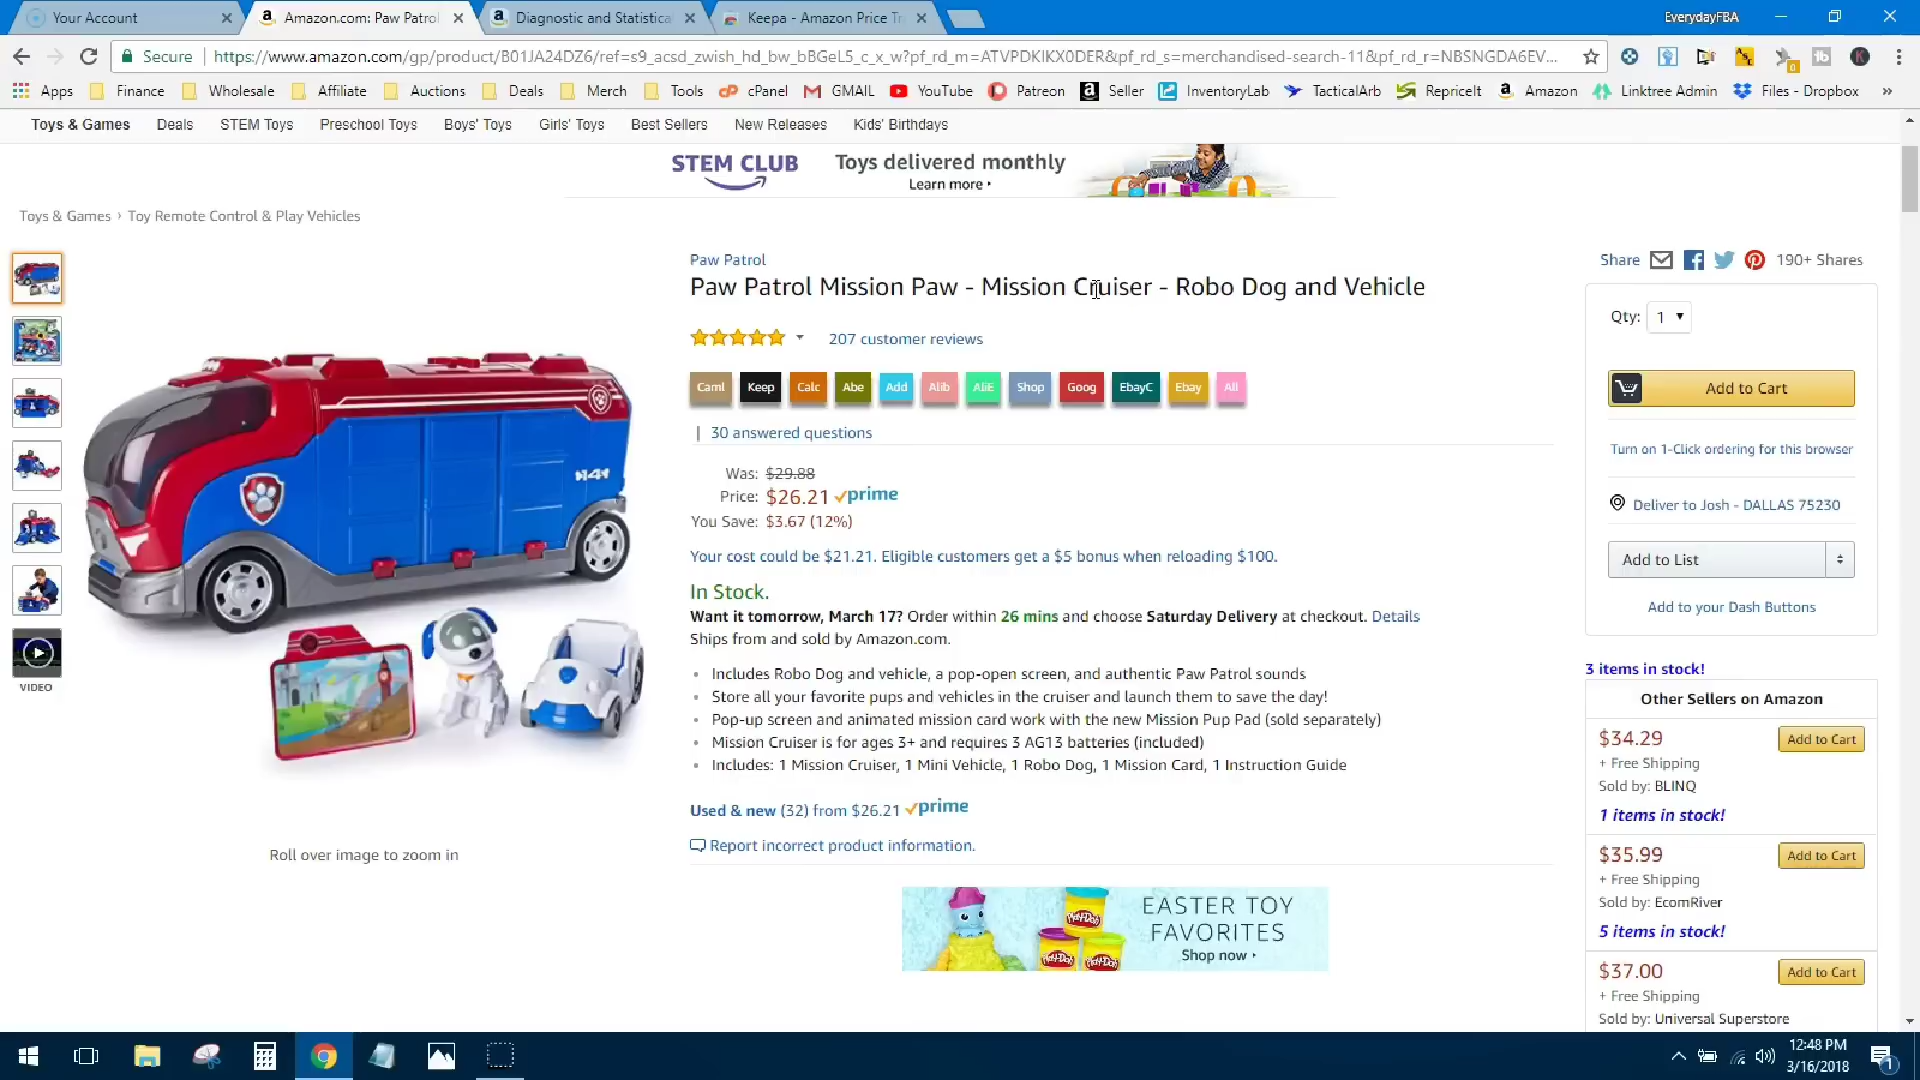 Your Account
Amazon.com: Paw Patrol
Diagnostic and Statistica
Keepa - Amazon Price Tr
EverydayFBA
Secure
https://www.amazon.com/gp/product/B01JA24DZ6/ref=s9_acsd_zwish_hd_bw_bBGeL5_c_x_w?pf_rd_m=ATVPDKIKX0DER&pf_rd_s=merchandised-search-11&pf_rd_r=NBSNGDA6EV...
Apps Finance Wholesale Affiliate Auctions Deals Merch Tools cPanel GMAIL YouTube Patreon Seller InventoryLab TacticalArb RepriceIt Amazon Linktree Admin Files - Dropbox »
Toys & Games Deals STEM Toys Preschool Toys Boys' Toys Girls' Toys Best Sellers New Releases Kids' Birthdays
STEM CLUB
Toys delivered monthly
Learn more ›
Toys & Games › Toy Remote Control & Play Vehicles
VIDEO
Roll over image to zoom in
Paw Patrol
Paw Patrol Mission Paw - Mission Cruiser - Robo Dog and Vehicle
207 customer reviews
Caml Keep Calc Abe Add Alib AliE Shop Goog EbayC Ebay All
| 30 answered questions
Was: $29.88
Price: $26.21 prime
You Save: $3.67 (12%)
Your cost could be $21.21. Eligible customers get a $5 bonus when reloading $100.
In Stock.
Want it tomorrow, March 17? Order within 26 mins and choose Saturday Delivery at checkout. Details
Ships from and sold by Amazon.com.
Includes Robo Dog and vehicle, a pop-open screen, and authentic Paw Patrol sounds
Store all your favorite pups and vehicles in the cruiser and launch them to save the day!
Pop-up screen and animated mission card work with the new Mission Pup Pad (sold separately)
Mission Cruiser is for ages 3+ and requires 3 AG13 batteries (included)
Includes: 1 Mission Cruiser, 1 Mini Vehicle, 1 Robo Dog, 1 Mission Card, 1 Instruction Guide
Used & new (32) from $26.21 prime
Report incorrect product information.
EASTER TOY
FAVORITES
Shop now ›
Share 190+ Shares
Qty: 1
Add to Cart
Turn on 1-Click ordering for this browser
Deliver to Josh - DALLAS 75230
Add to List
Add to your Dash Buttons
3 items in stock!
Other Sellers on Amazon
$34.29 Add to Cart
+ Free Shipping
Sold by: BLINQ
1 items in stock!
$35.99 Add to Cart
+ Free Shipping
Sold by: EcomRiver
5 items in stock!
$37.00 Add to Cart
+ Free Shipping
Sold by: Universal Superstore
12:48 PM
3/16/2018
1